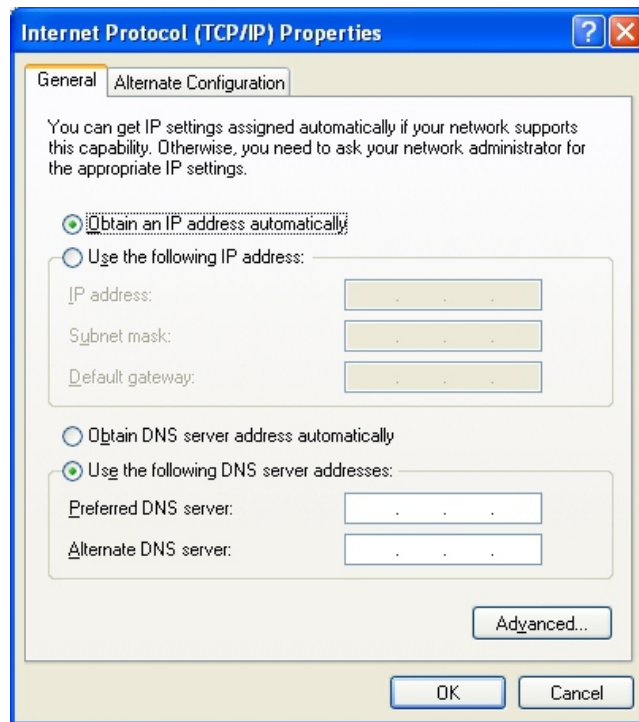 Internet Protocol (TCP/IP) Properties
General
Alternate Configuration
You can get IP settings assigned automatically if your network supports
this capability. Otherwise, you need to ask your network administrator for
the appropriate IP settings.
Obtain an IP address automatically
Use the following IP address:
IP address:
Subnet mask:
Default gateway:
Obtain DNS server address automatically
Use the following DNS server addresses:
Preferred DNS server:
Alternate DNS server:
Advanced...
OK
Cancel